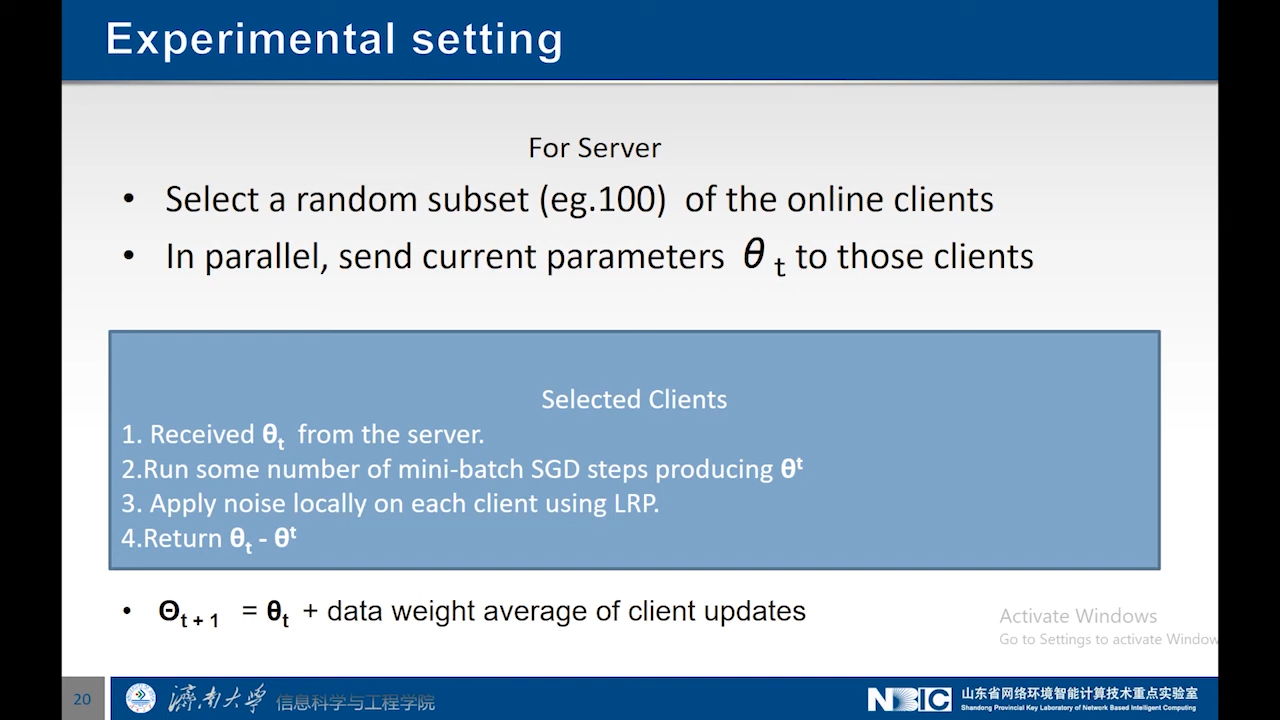 Experimental setting
For Server
• Select a random subset (eg.100) of the online clients
• In parallel, send current parameters θ t to those clients
Selected Clients
1. Received θt from the server.
2.Run some number of mini-batch SGD steps producing θt
3. Apply noise locally on each client using LRP.
4.Return θt - θt
• Θt + 1 = θt + data weight average of client updates
Activate Windows
Go to Settings to activate Window
20
濟南大学 信息科学与工程学院
NBIC 山东省网络环境智能计算技术重点实验室
Shandong Provincial Key Laboratory of Network Based Intelligent Computing